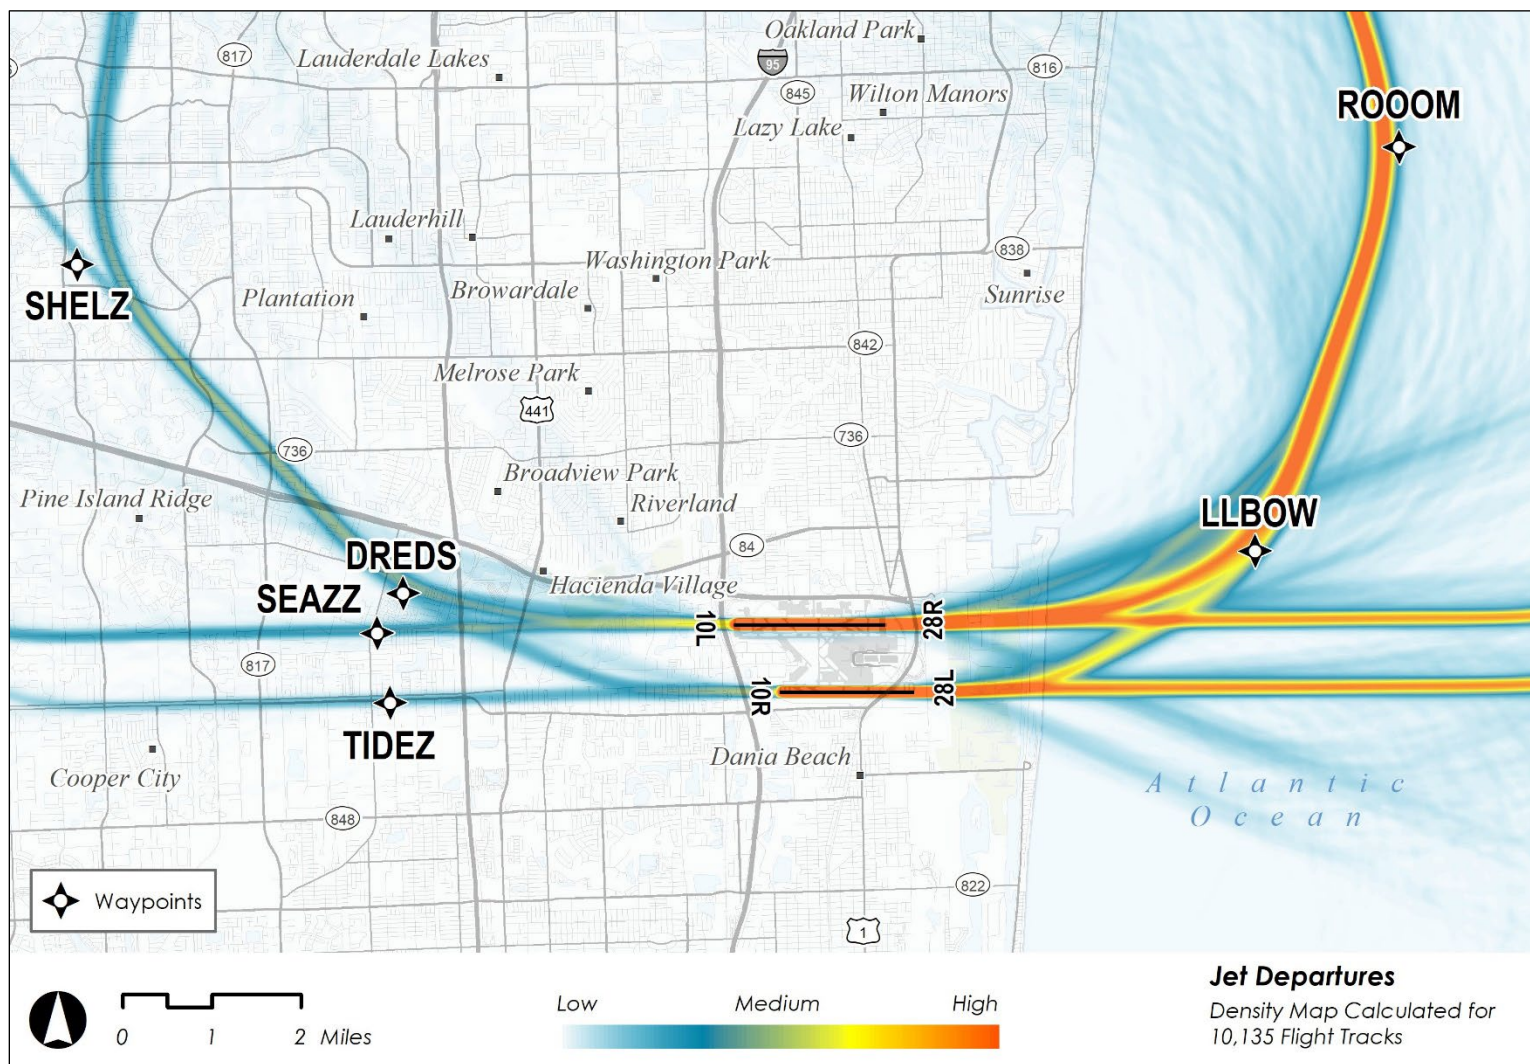 Oakland Park
817
Lauderdale Lakes
95
816
845
Wilton Manors
ROOOM
Lazy Lake
Lauderhill
838
Washington Park
SHELZ
Plantation
Browardale
Sunrise
842
Melrose Park
441
736
736
Broadview Park
Pine Island Ridge
Riverland
LLBOW
84
DREDS
Hacienda Village
SEAZZ
10L
28R
817
10R
28L
TIDEZ
Dania Beach
Cooper City
Atlantic
Ocean
848
822
Waypoints
1
Jet Departures
Low Medium High
Density Map Calculated for
10,135 Flight Tracks
0 1 2 Miles